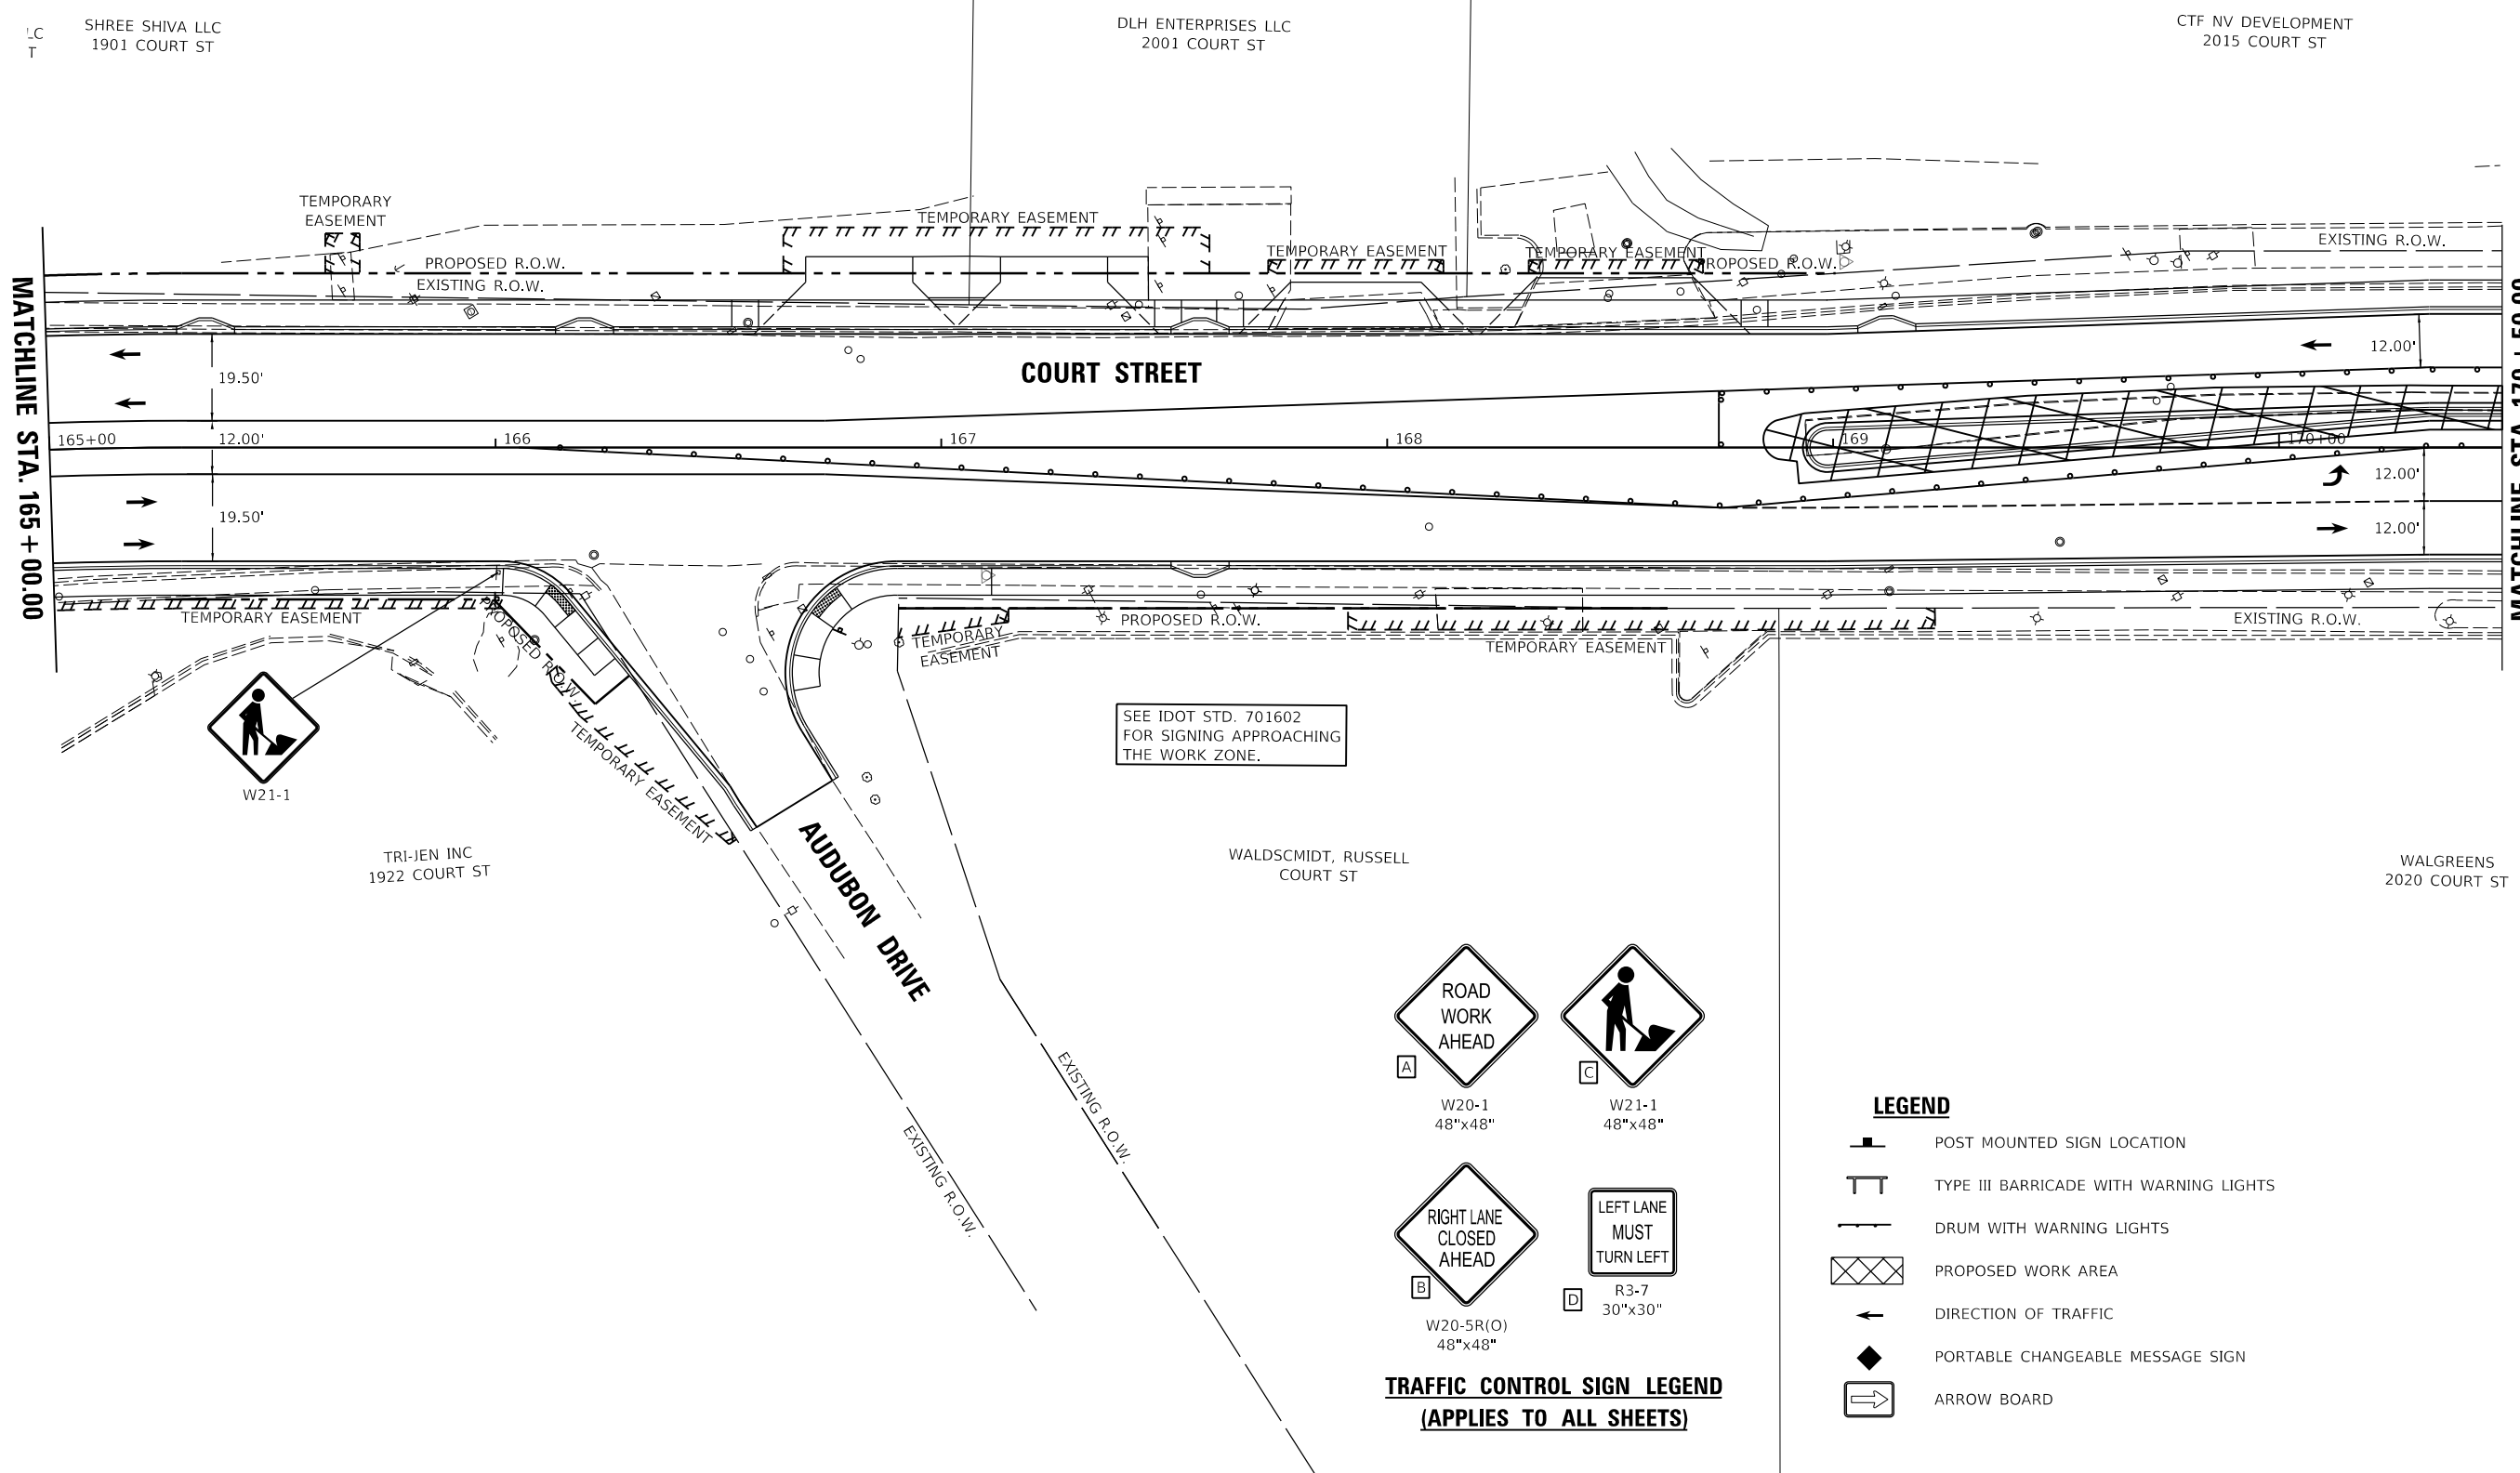 LC
T
SHREE SHIVA LLC
1901 COURT ST
DLH ENTERPRISES LLC
2001 COURT ST
CTF NV DEVELOPMENT
2015 COURT ST
TEMPORARY
EASEMENT
TEMPORARY EASEMENT
TEMPORARY EASEMENT
TEMPORARY EASEMENT
PROPOSED R.O.W.
EXISTING R.O.W.
PROPOSED R.O.W.
EXISTING R.O.W.
MATCHLINE STA. 165+00.00
MATCHLINE STA. 170+50.00
COURT STREET
19.50'
12.00'
19.50'
12.00'
12.00'
12.00'
165+00
166
167
168
169
170+00
TEMPORARY EASEMENT
PROPOSED R.O.W.
TEMPORARY EASEMENT
TEMPORARY
EASEMENT
PROPOSED R.O.W.
TEMPORARY EASEMENT
EXISTING R.O.W.
W21-1
SEE IDOT STD. 701602
FOR SIGNING APPROACHING
THE WORK ZONE.
TRI-JEN INC
1922 COURT ST
AUDUBON DRIVE
WALDSCMIDT, RUSSELL
COURT ST
WALGREENS
2020 COURT ST
EXISTING R.O.W.
EXISTING R.O.W.
ROAD
WORK
AHEAD
A
W20-1
48"x48"
C
W21-1
48"x48"
RIGHT LANE
CLOSED
AHEAD
B
W20-5R(O)
48"x48"
LEFT LANE
MUST
TURN LEFT
D
R3-7
30"x30"
TRAFFIC CONTROL SIGN LEGEND
(APPLIES TO ALL SHEETS)
LEGEND
POST MOUNTED SIGN LOCATION
TYPE III BARRICADE WITH WARNING LIGHTS
DRUM WITH WARNING LIGHTS
PROPOSED WORK AREA
DIRECTION OF TRAFFIC
PORTABLE CHANGEABLE MESSAGE SIGN
ARROW BOARD